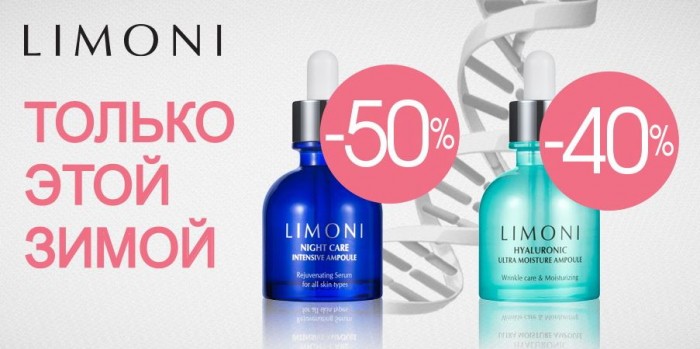 LIMONI
ТОЛЬКО
ЭТОЙ
ЗИМОЙ
-50%
-40%
LIMONI
NIGHT CARE
INTENSIVE AMPOULE
Rejuvenating Serum
for all skin types
LIMONI
HYALURONIC
ULTRA MOISTURE AMPOULE
Wrinkle care & Moisturizing